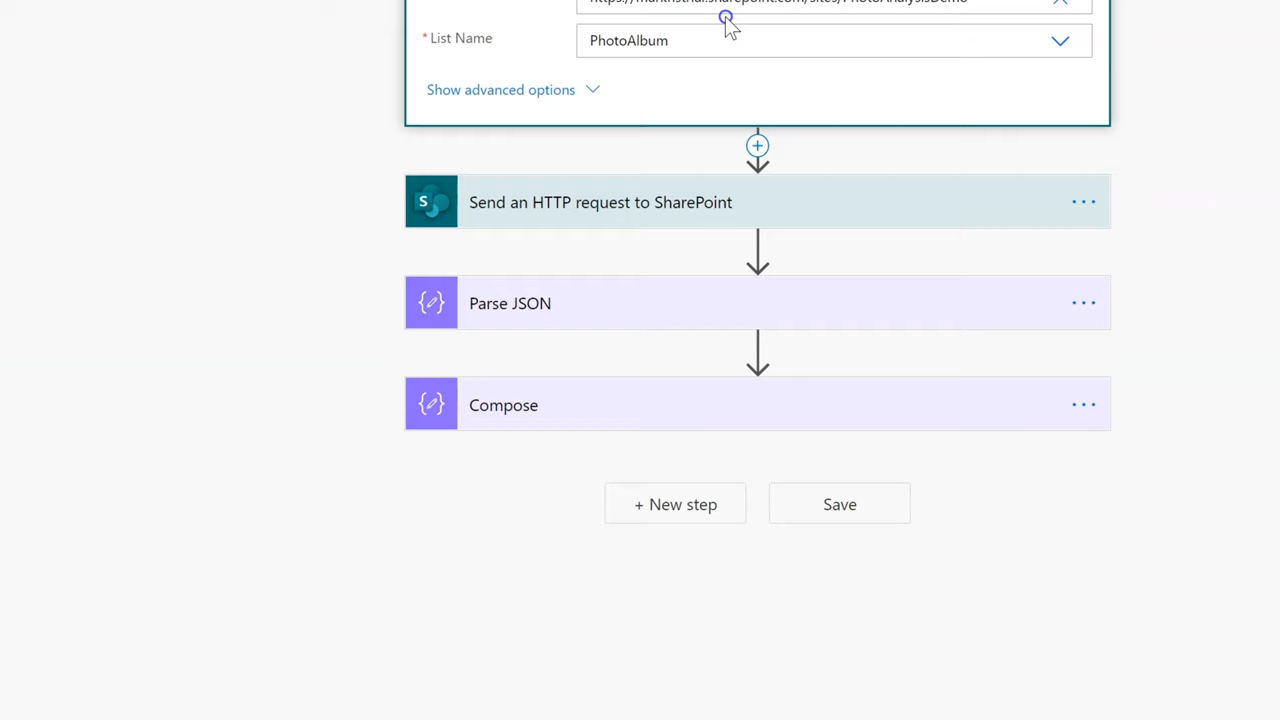 * List Name
PhotoAlbum
Show advanced options
S
Send an HTTP request to SharePoint
Parse JSON
Compose
+ New step
Save